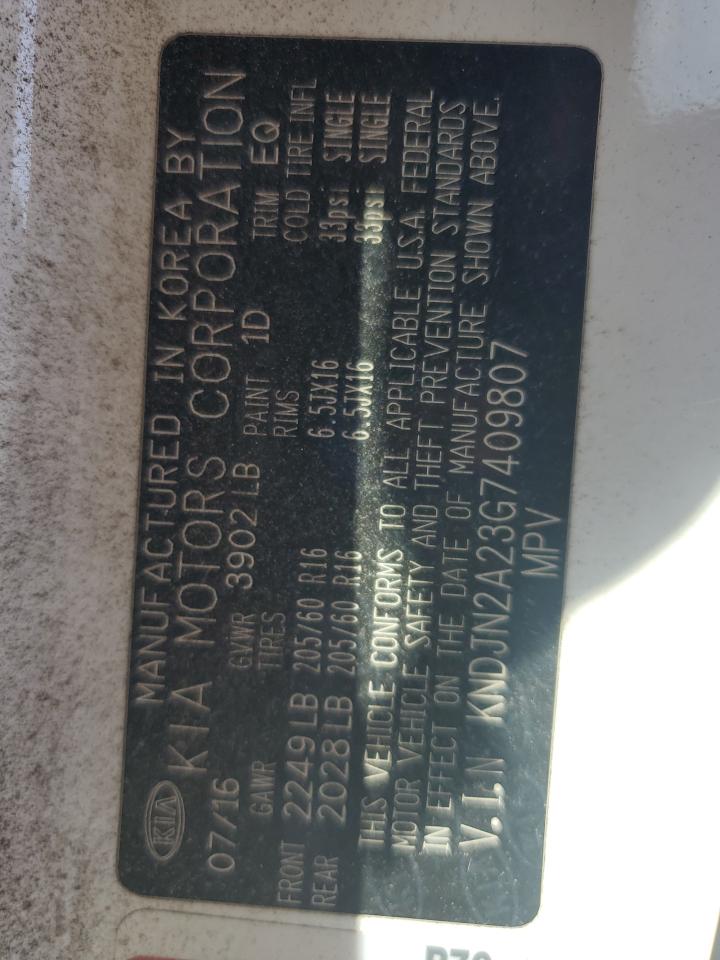 KIA
MANUFACTURED IN KOREA BY
KIA MOTORS CORPORATION
07/16 GVWR 3902 LB PAINT 1D TRIM EQ
GAWR TIRES RIMS COLD TIRE INFL
FRONT 2249 LB 205/60 R16 6.5JX16 33psi SINGLE
REAR 2028 LB 205/60 R16 6.5JX16 33psi SINGLE
THIS VEHICLE CONFORMS TO ALL APPLICABLE U.S.A. FEDERAL
MOTOR VEHICLE SAFETY AND THEFT PREVENTION STANDARDS
IN EFFECT ON THE DATE OF MANUFACTURE SHOWN ABOVE.
V.I.N KNDJN2A23G7409807
MPV